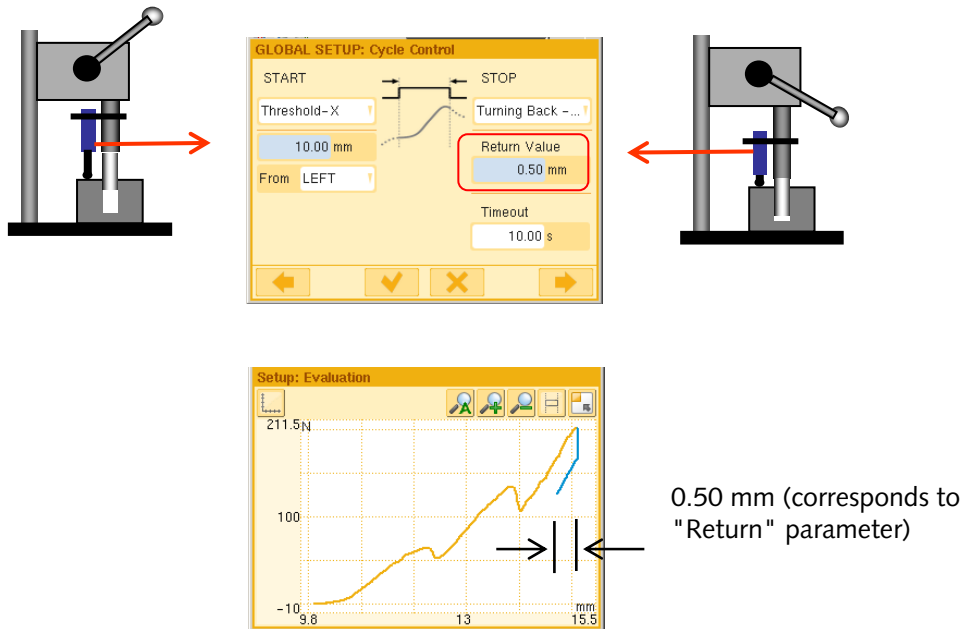 GLOBAL SETUP: Cycle Control
START
STOP
Threshold-X
Turning Back -...
10.00 mm
Return Value
0.50 mm
From LEFT
Timeout
10.00 s
Setup: Evaluation
A
211.5 N
100
-10
9.8
13
mm
15.5
0.50 mm (corresponds to
"Return" parameter)